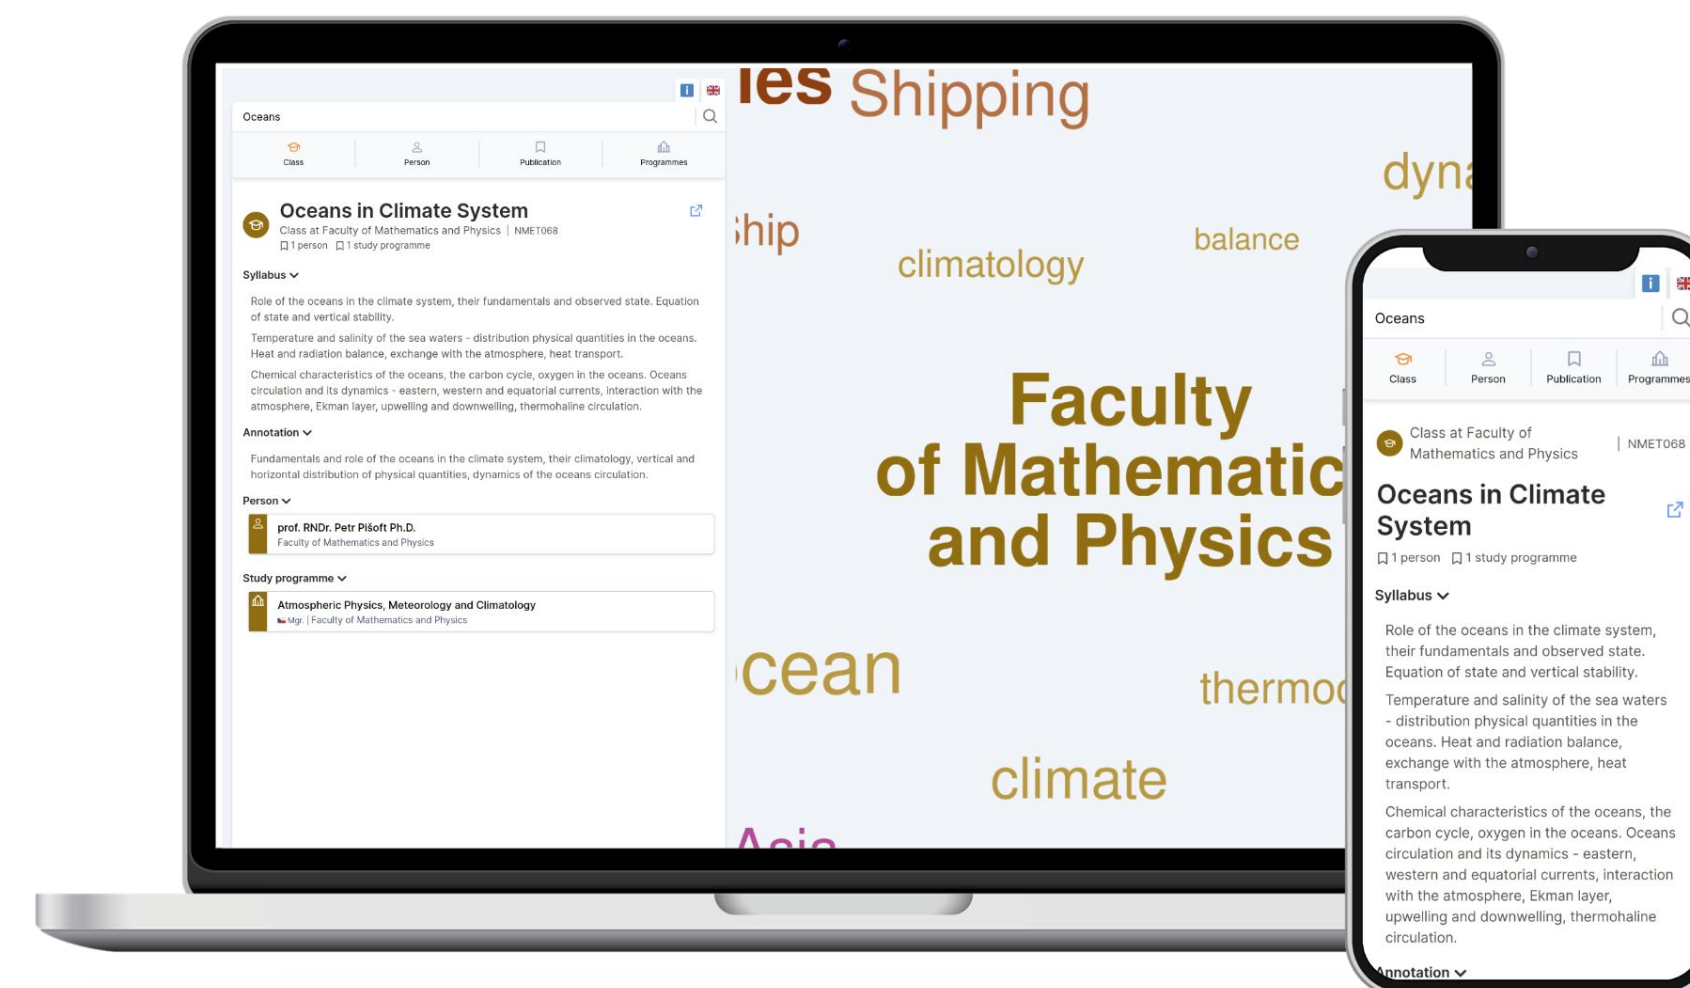 Oceans
Class
Person
Publication
Programmes
Oceans in Climate System
Class at Faculty of Mathematics and Physics | NMET068
1 person 1 study programme
Syllabus
Role of the oceans in the climate system, their fundamentals and observed state. Equation
of state and vertical stability.
Temperature and salinity of the sea waters - distribution physical quantities in the oceans.
Heat and radiation balance, exchange with the atmosphere, heat transport.
Chemical characteristics of the oceans, the carbon cycle, oxygen in the oceans. Oceans
circulation and its dynamics - eastern, western and equatorial currents, interaction with the
atmosphere, Ekman layer, upwelling and downwelling, thermohaline circulation.
Annotation
Fundamentals and role of the oceans in the climate system, their climatology, vertical and
horizontal distribution of physical quantities, dynamics of the oceans circulation.
Person
prof. RNDr. Petr Pišoft Ph.D.
Faculty of Mathematics and Physics
Study programme
Atmospheric Physics, Meteorology and Climatology
Mgr. | Faculty of Mathematics and Physics
ies Shipping
dyna
ship
climatology
balance
Faculty
of Mathematic
and Physics
cean
thermod
climate
Asia
Oceans
Class
Person
Publication
Programmes
Class at Faculty of
Mathematics and Physics
| NMET068
Oceans in Climate
System
1 person 1 study programme
Syllabus
Role of the oceans in the climate system,
their fundamentals and observed state.
Equation of state and vertical stability.
Temperature and salinity of the sea waters
- distribution physical quantities in the
oceans. Heat and radiation balance,
exchange with the atmosphere, heat
transport.
Chemical characteristics of the oceans, the
carbon cycle, oxygen in the oceans. Oceans
circulation and its dynamics - eastern,
western and equatorial currents, interaction
with the atmosphere, Ekman layer,
upwelling and downwelling, thermohaline
circulation.
Annotation